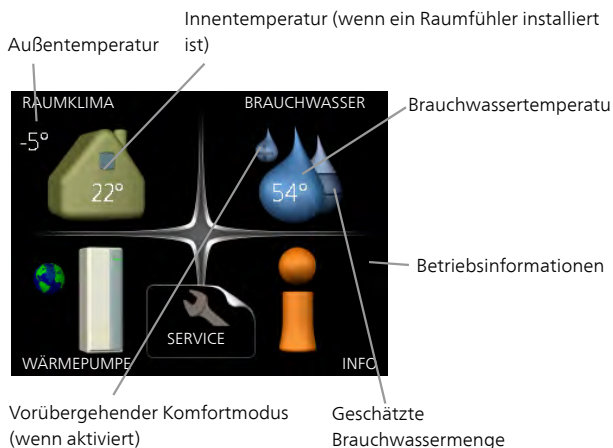 Innentemperatur (wenn ein Raumfühler installiert
ist)
Außentemperatur
RAUMKLIMA
BRAUCHWASSER
Brauchwassertemperatu
-5°
22°
54°
Betriebsinformationen
SERVICE
WÄRMEPUMPE
INFO
Vorübergehender Komfortmodus
(wenn aktiviert)
Geschätzte
Brauchwassermenge